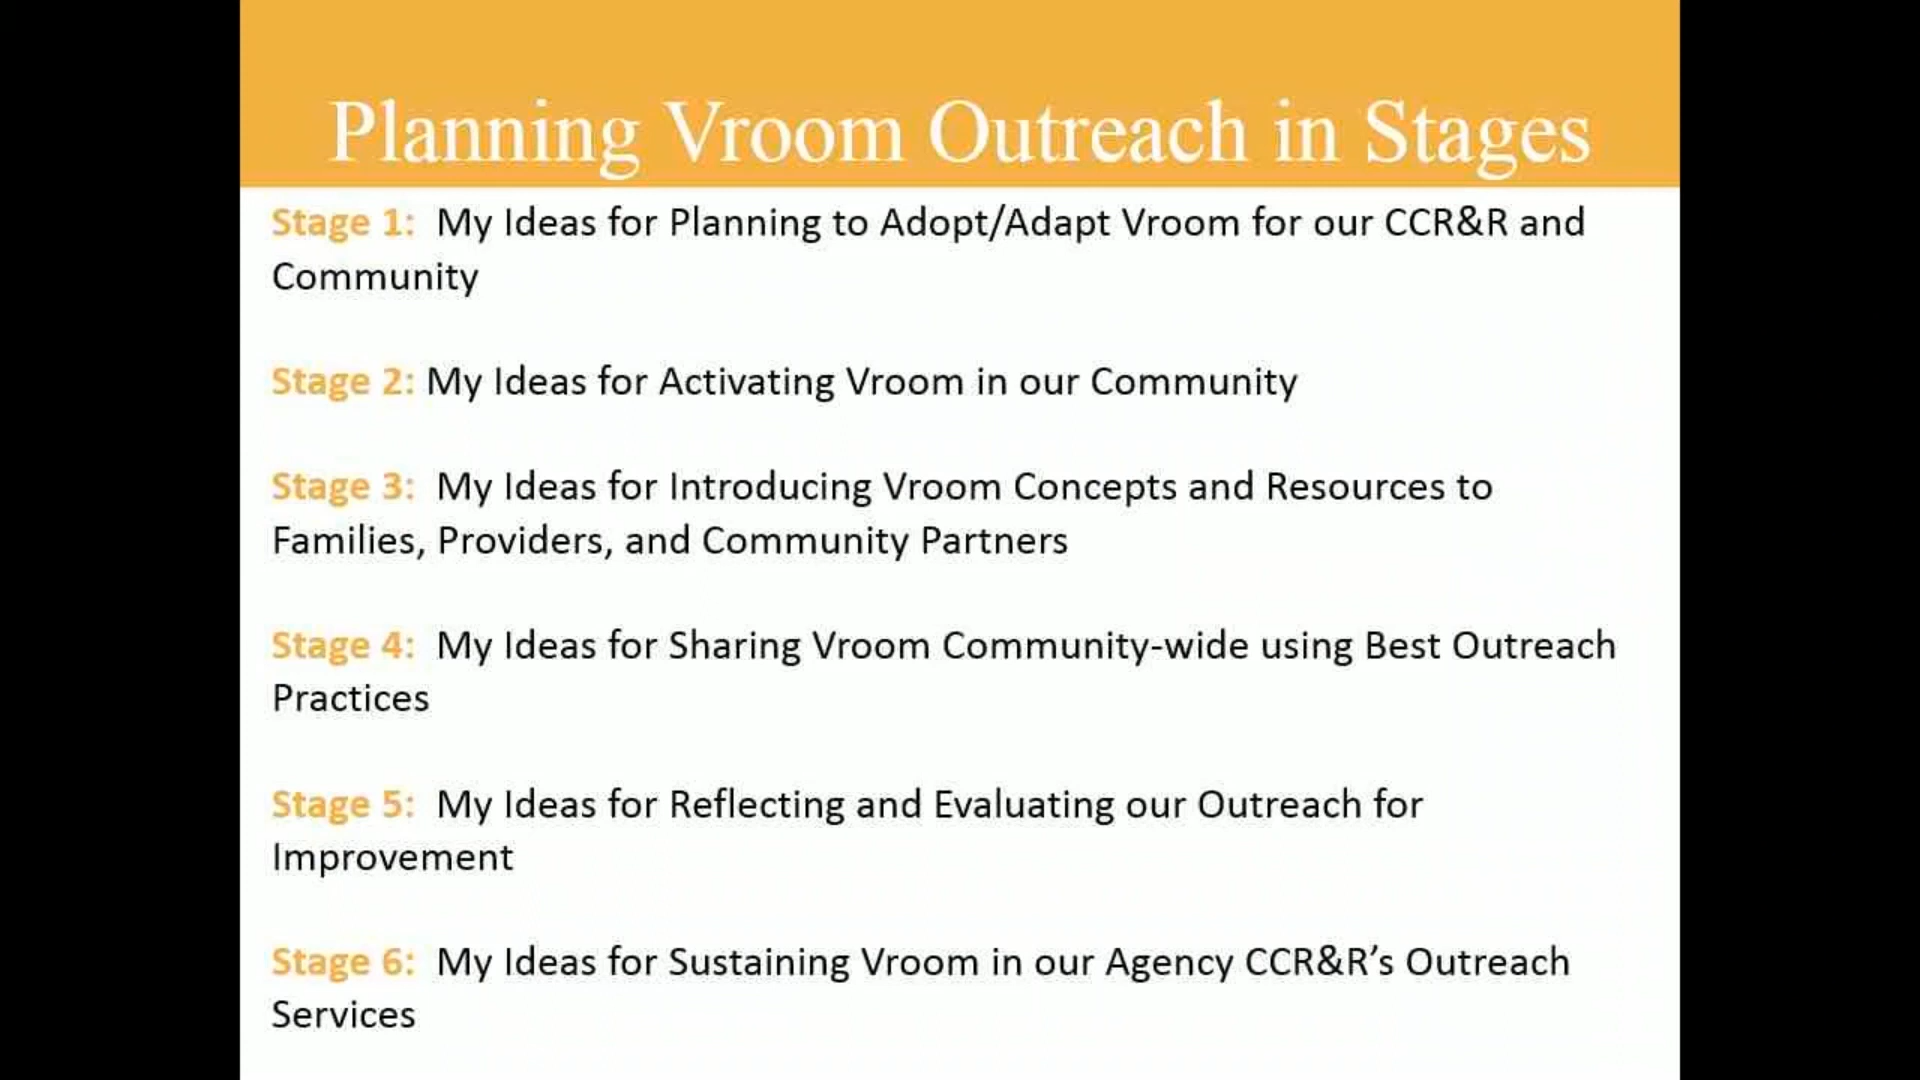 Planning Vroom Outreach in Stages
Stage 1: My Ideas for Planning to Adopt/Adapt Vroom for our CCR&R and
Community
Stage 2: My Ideas for Activating Vroom in our Community
Stage 3: My Ideas for Introducing Vroom Concepts and Resources to
Families, Providers, and Community Partners
Stage 4: My Ideas for Sharing Vroom Community-wide using Best Outreach
Practices
Stage 5: My Ideas for Reflecting and Evaluating our Outreach for
Improvement
Stage 6: My Ideas for Sustaining Vroom in our Agency CCR&R’s Outreach
Services